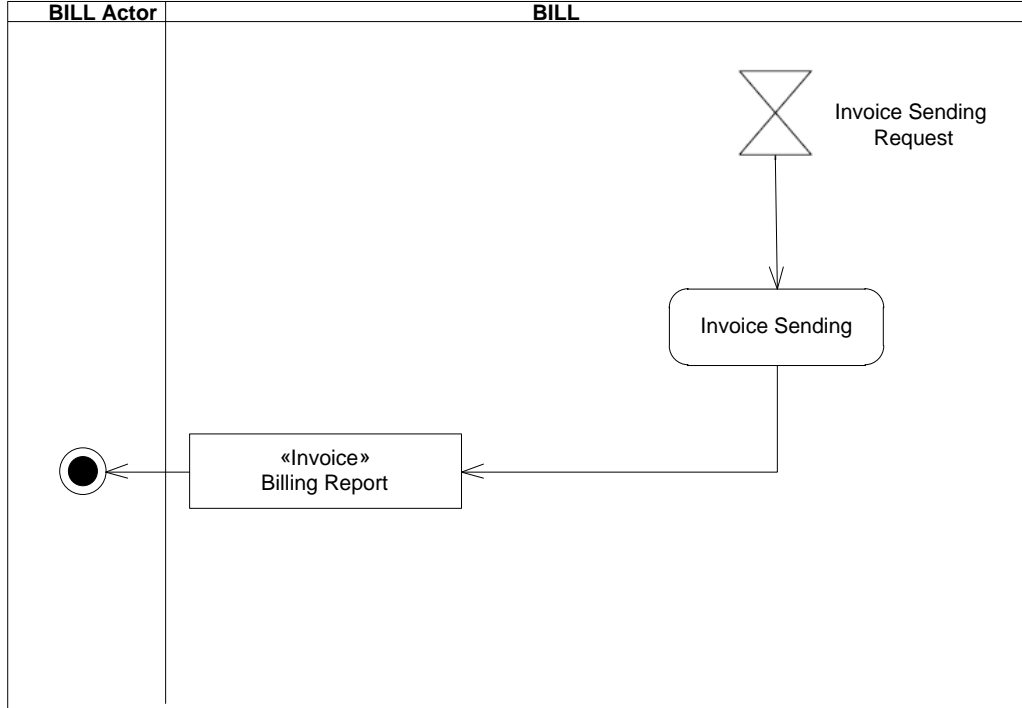 BILL Actor
BILL
Invoice Sending
Request
Invoice Sending
«Invoice»
Billing Report